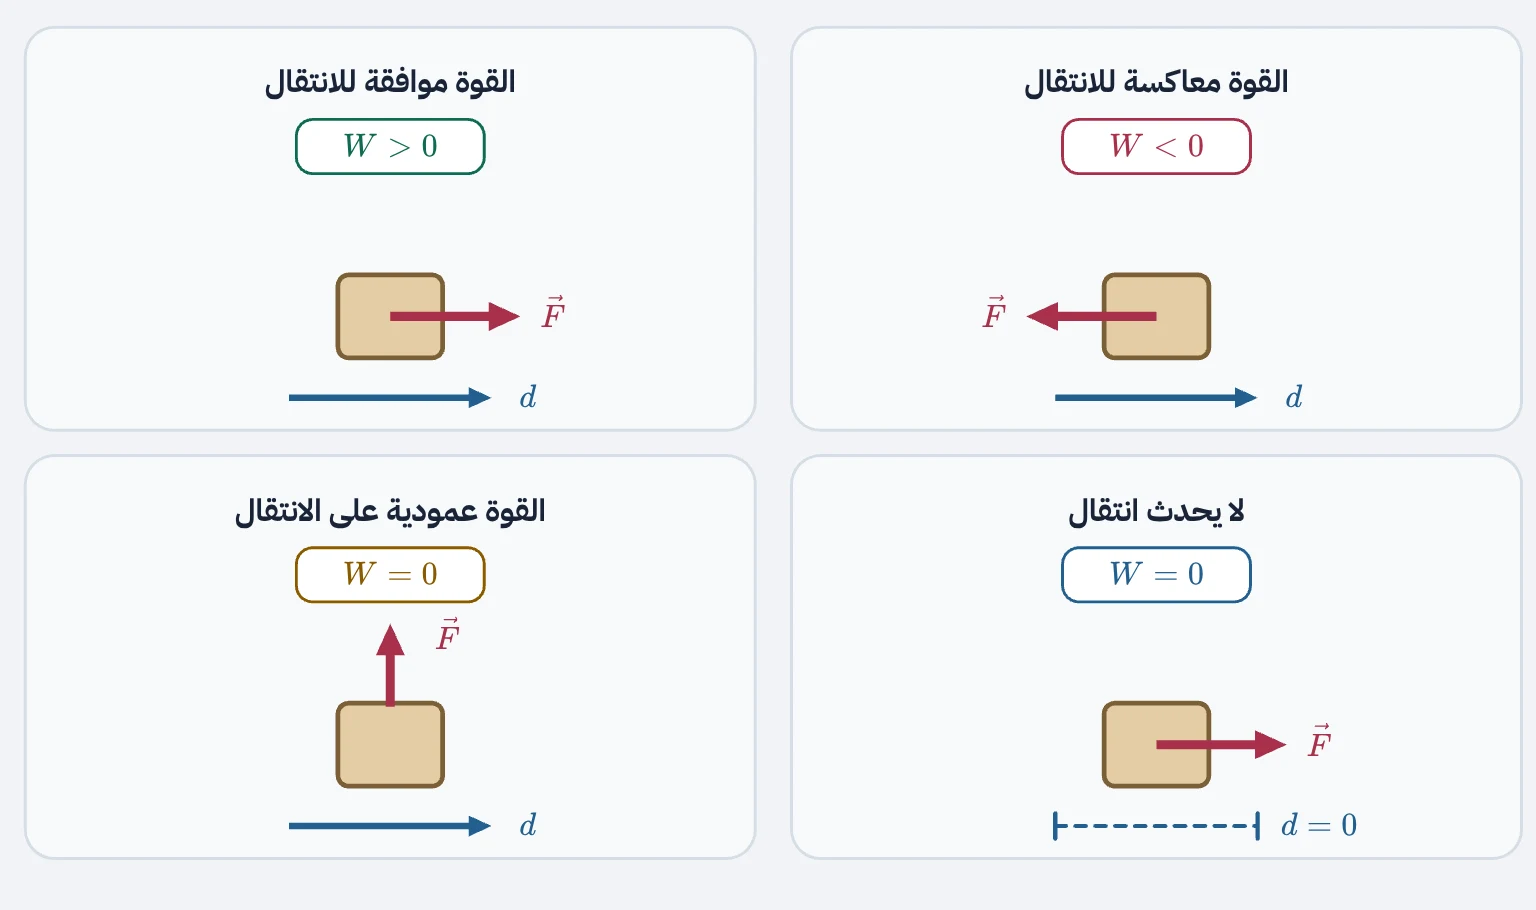 القوة معاكسة للانتقال
W < 0
F⃗
d
القوة موافقة للانتقال
W > 0
F⃗
d
لا يحدث انتقال
W = 0
F⃗
d = 0
القوة عمودية على الانتقال
W = 0
F⃗
d